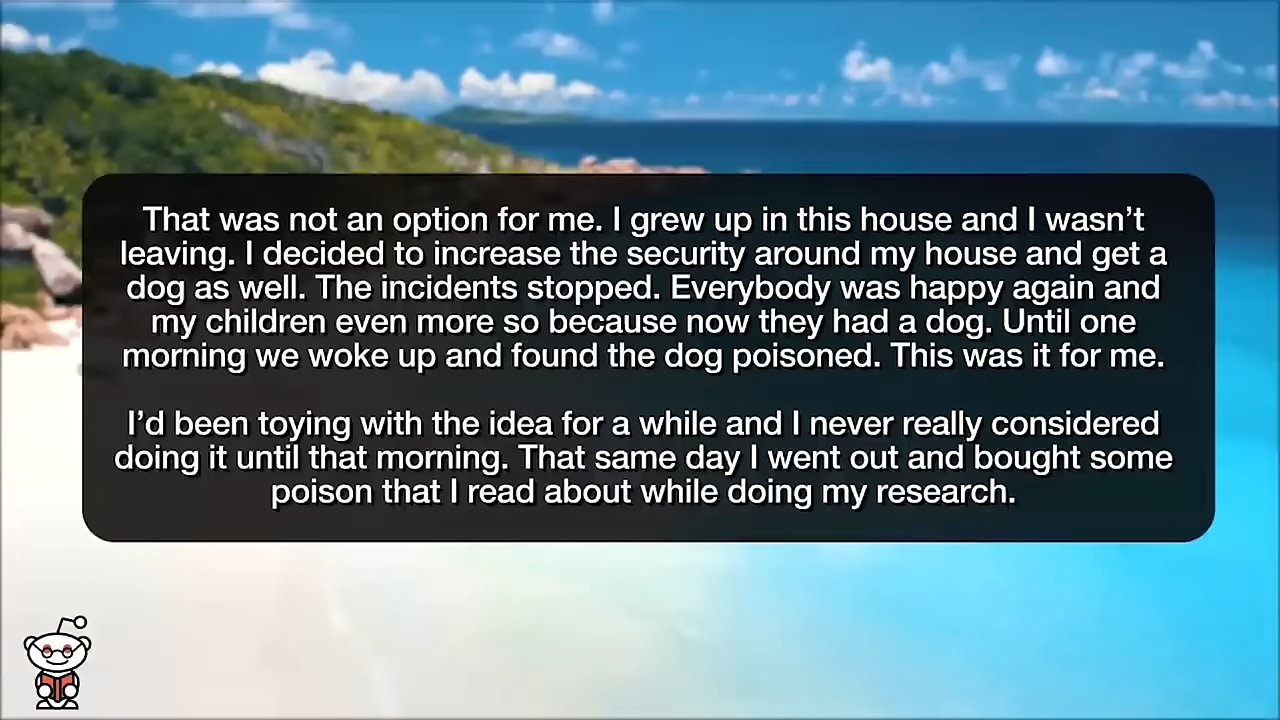 That was not an option for me. I grew up in this house and I wasn’t
leaving. I decided to increase the security around my house and get a
dog as well. The incidents stopped. Everybody was happy again and
my children even more so because now they had a dog. Until one
morning we woke up and found the dog poisoned. This was it for me.
I’d been toying with the idea for a while and I never really considered
doing it until that morning. That same day I went out and bought some
poison that I read about while doing my research.